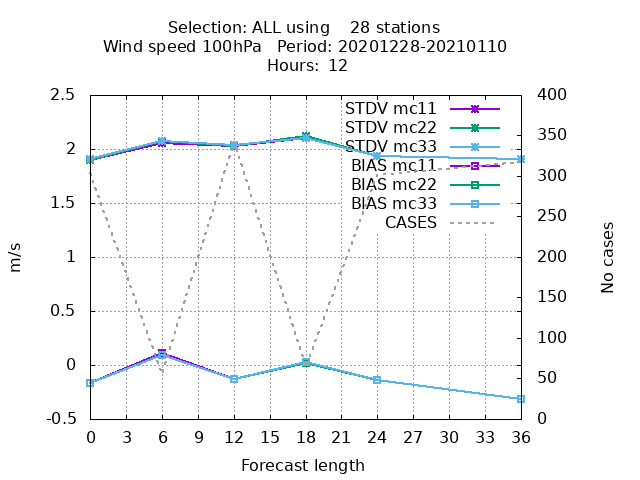 Selection: ALL using    28 stations
Wind speed 100hPa   Period: 20201228-20210110
Hours:  12
2.5
2
1.5
1
0.5
0
-0.5
m/s
400
350
300
250
200
150
100
50
0
No cases
STDV mc11
STDV mc22
STDV mc33
BIAS mc11
BIAS mc22
BIAS mc33
CASES
0 3 6 9 12 15 18 21 24 27 30 33 36
Forecast length